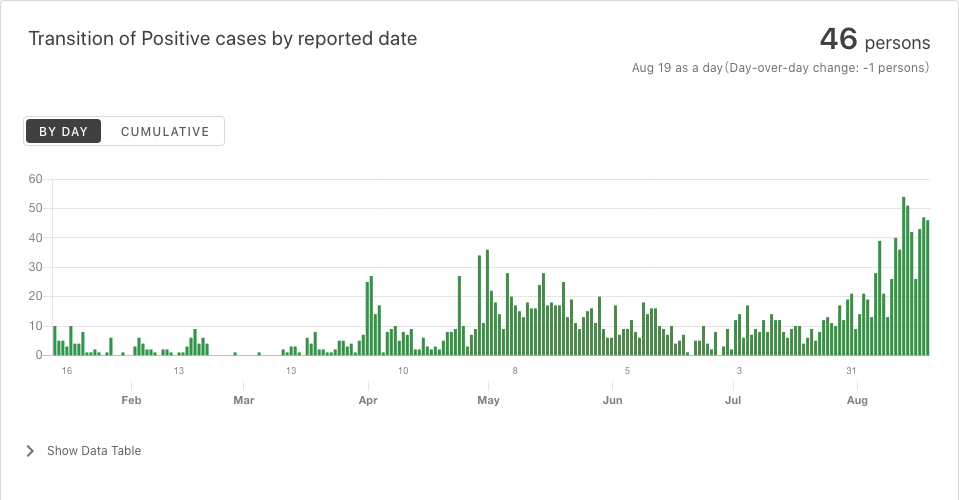 Transition of Positive cases by reported date
46 persons
Aug 19 as a day(Day-over-day change: -1 persons)
BY DAY
CUMULATIVE
60
50
40
30
20
10
0
16 13 13 10 8 5 3 31
Feb Mar Apr May Jun Jul Aug
Show Data Table